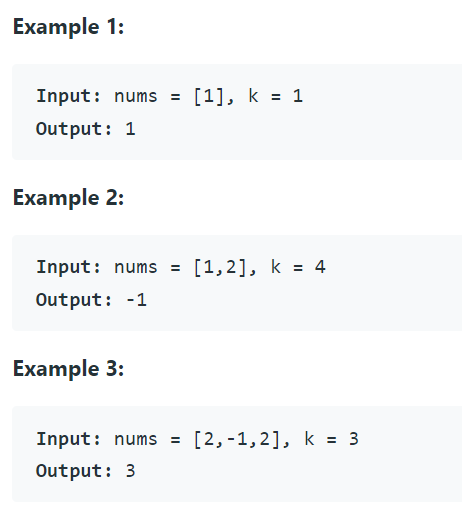 Example 1:
Input: nums = [1], k = 1
Output: 1
Example 2:
Input: nums = [1,2], k = 4
Output: -1
Example 3:
Input: nums = [2,-1,2], k = 3
Output: 3